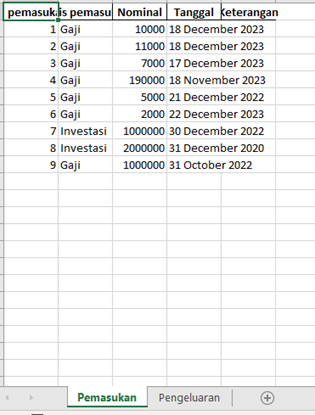 pemasuk is pemasu Nominal Tanggal Keterangan
1 Gaji 10000 18 December 2023
2 Gaji 11000 18 December 2023
3 Gaji 7000 17 December 2023
4 Gaji 190000 18 November 2023
5 Gaji 5000 21 December 2022
6 Gaji 2000 22 December 2023
7 Investasi 1000000 30 December 2022
8 Investasi 2000000 31 December 2020
9 Gaji 1000000 31 October 2022
Pemasukan Pengeluaran